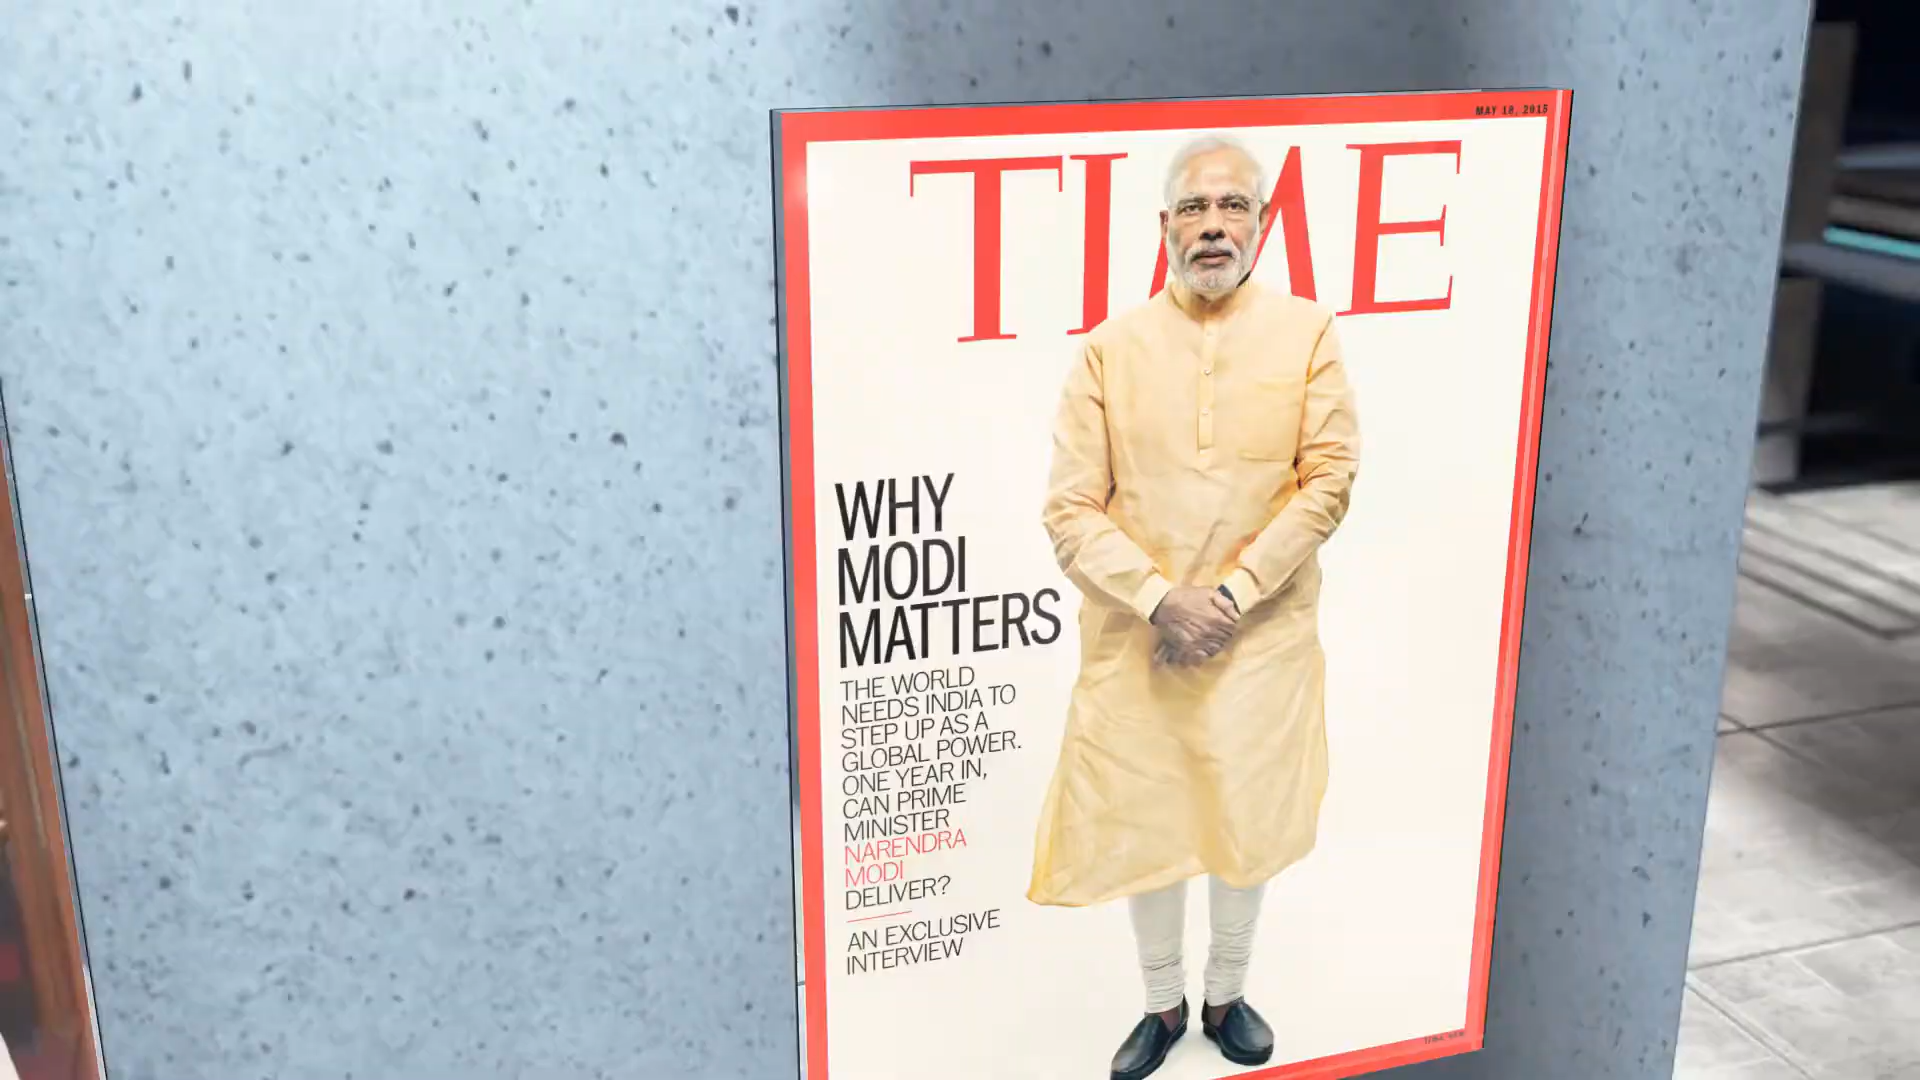 MAY 18, 2015
TIME
WHY
MODI
MATTERS
THE WORLD
NEEDS INDIA TO
STEP UP AS A
GLOBAL POWER.
ONE YEAR IN,
CAN PRIME
MINISTER
NARENDRA
MODI
DELIVER?
AN EXCLUSIVE
INTERVIEW